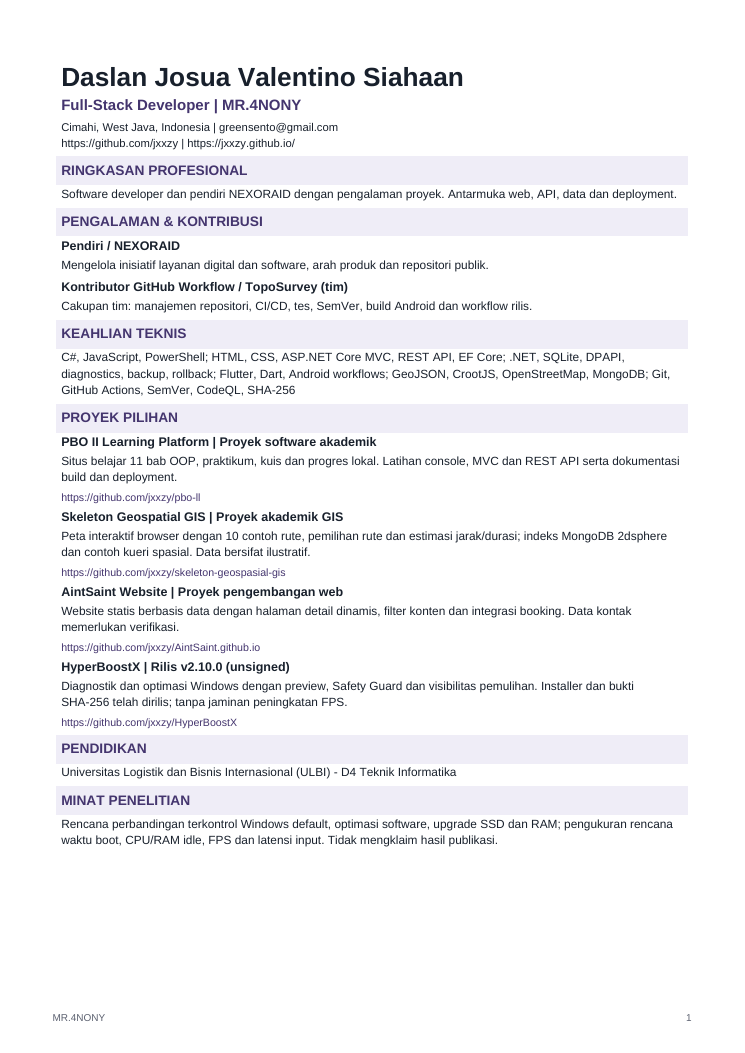 Daslan Josua Valentino Siahaan
Full-Stack Developer | MR.4NONY
Cimahi, West Java, Indonesia | greensento@gmail.com
https://github.com/jxxzy | https://jxxzy.github.io/
RINGKASAN PROFESIONAL
Software developer dan pendiri NEXORAID dengan pengalaman proyek. Antarmuka web, API, data dan deployment.
PENGALAMAN & KONTRIBUSI
Pendiri / NEXORAID
Mengelola inisiatif layanan digital dan software, arah produk dan repositori publik.
Kontributor GitHub Workflow / TopoSurvey (tim)
Cakupan tim: manajemen repositori, CI/CD, tes, SemVer, build Android dan workflow rilis.
KEAHLIAN TEKNIS
C#, JavaScript, PowerShell; HTML, CSS, ASP.NET Core MVC, REST API, EF Core; .NET, SQLite, DPAPI,
diagnostics, backup, rollback; Flutter, Dart, Android workflows; GeoJSON, CrootJS, OpenStreetMap, MongoDB; Git,
GitHub Actions, SemVer, CodeQL, SHA-256
PROYEK PILIHAN
PBO II Learning Platform | Proyek software akademik
Situs belajar 11 bab OOP, praktikum, kuis dan progres lokal. Latihan console, MVC dan REST API serta dokumentasi
build dan deployment.
https://github.com/jxxzy/pbo-ll
Skeleton Geospatial GIS | Proyek akademik GIS
Peta interaktif browser dengan 10 contoh rute, pemilihan rute dan estimasi jarak/durasi; indeks MongoDB 2dsphere
dan contoh kueri spasial. Data bersifat ilustratif.
https://github.com/jxxzy/skeleton-geospasial-gis
AintSaint Website | Proyek pengembangan web
Website statis berbasis data dengan halaman detail dinamis, filter konten dan integrasi booking. Data kontak
memerlukan verifikasi.
https://github.com/jxxzy/AintSaint.github.io
HyperBoostX | Rilis v2.10.0 (unsigned)
Diagnostik dan optimasi Windows dengan preview, Safety Guard dan visibilitas pemulihan. Installer dan bukti
SHA-256 telah dirilis; tanpa jaminan peningkatan FPS.
https://github.com/jxxzy/HyperBoostX
PENDIDIKAN
Universitas Logistik dan Bisnis Internasional (ULBI) - D4 Teknik Informatika
MINAT PENELITIAN
Rencana perbandingan terkontrol Windows default, optimasi software, upgrade SSD dan RAM; pengukuran rencana
waktu boot, CPU/RAM idle, FPS dan latensi input. Tidak mengklaim hasil publikasi.
MR.4NONY
1